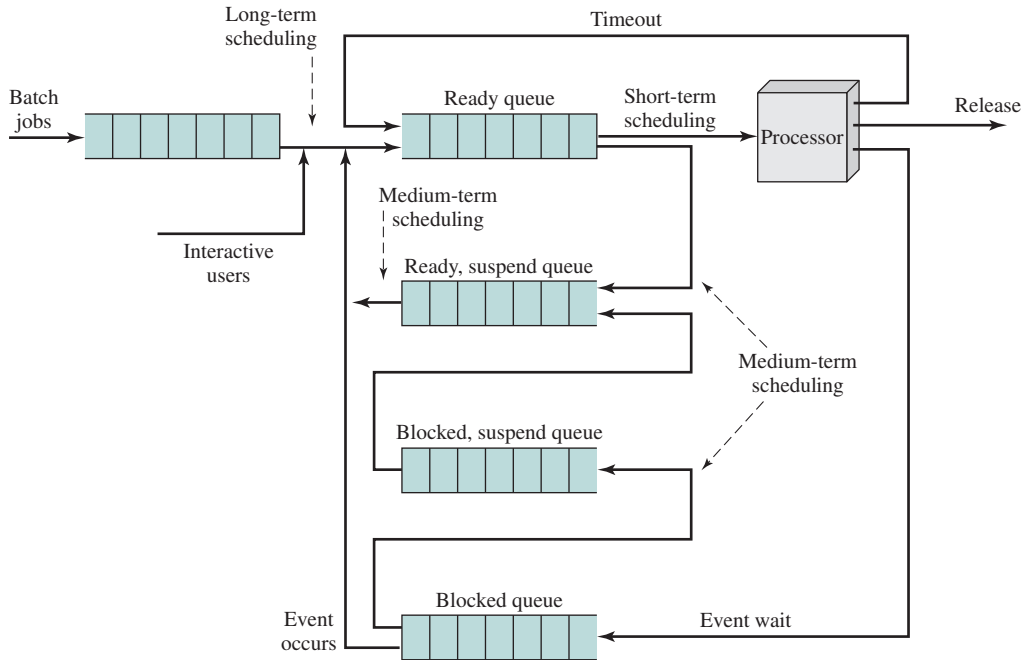 Long-term
scheduling
Timeout
Batch
jobs
Ready queue
Short-term
scheduling
Processor
Release
Medium-term
scheduling
Interactive
users
Ready, suspend queue
Medium-term
scheduling
Blocked, suspend queue
Blocked queue
Event
occurs
Event wait